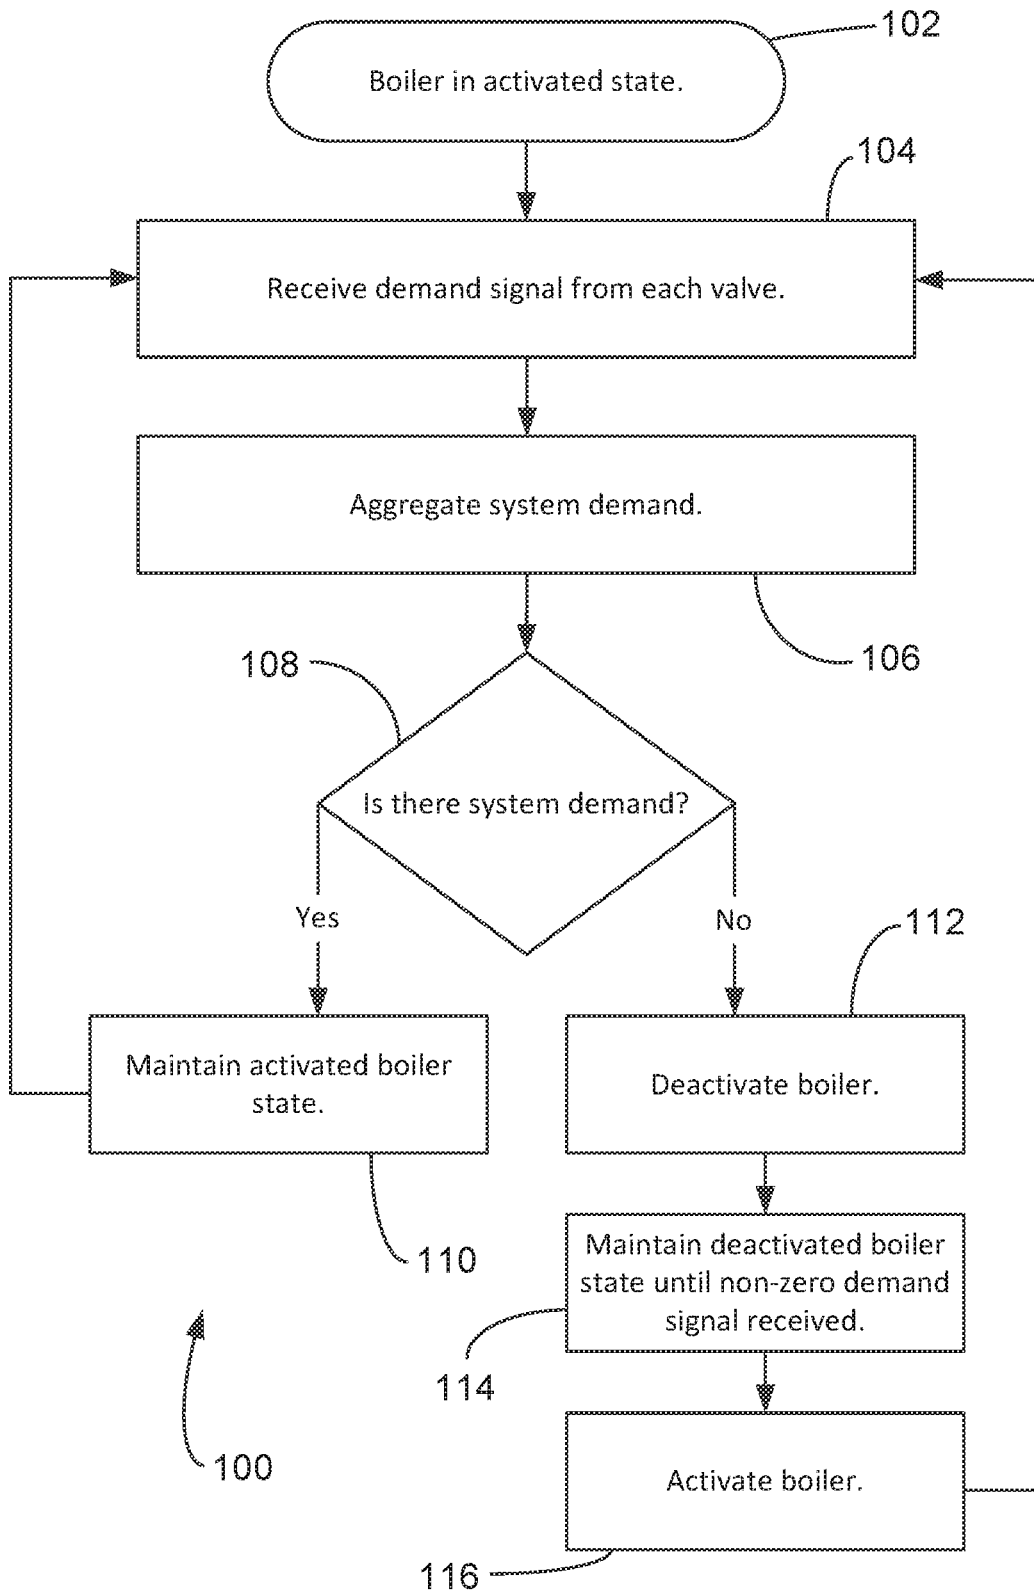 102
Boiler in activated state.
104
Receive demand signal from each valve.
Aggregate system demand.
106
108
Is there system demand?
Yes
No
112
Maintain activated boiler
state.
Deactivate boiler.
110
Maintain deactivated boiler
state until non-zero demand
signal received.
114
100
Activate boiler.
116